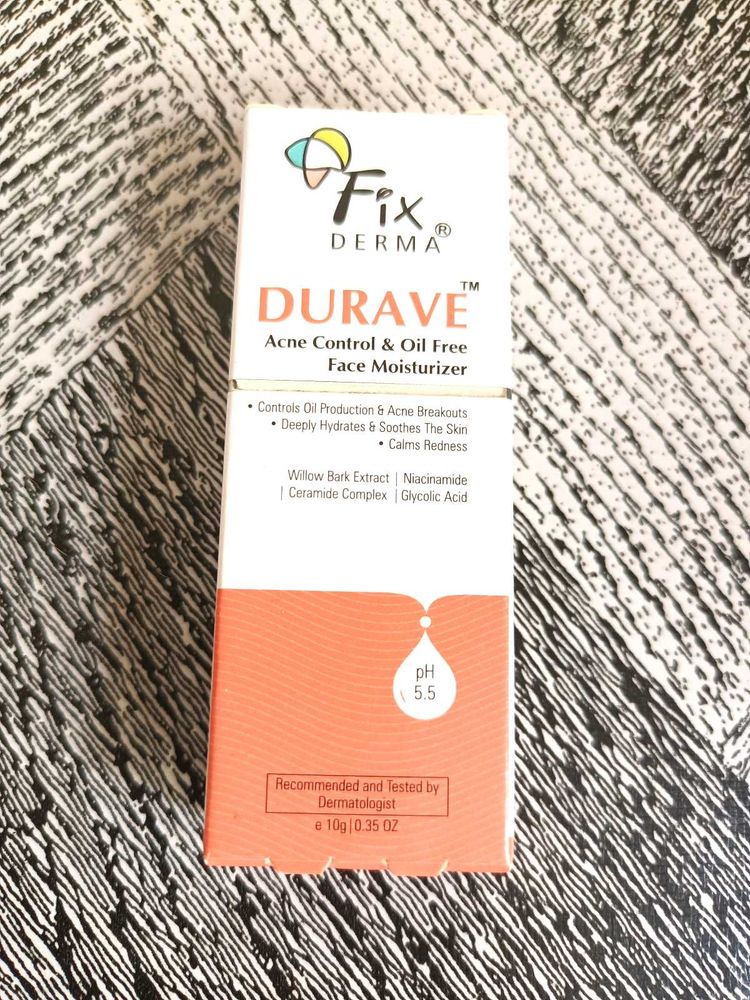 Fix
DERMA®
DURAVE™
Acne Control & Oil Free
Face Moisturizer
• Controls Oil Production & Acne Breakouts
• Deeply Hydrates & Soothes The Skin
• Calms Redness
Willow Bark Extract | Niacinamide
| Ceramide Complex | Glycolic Acid
pH
5.5
Recommended and Tested by
Dermatologist
e 10g | 0.35 OZ